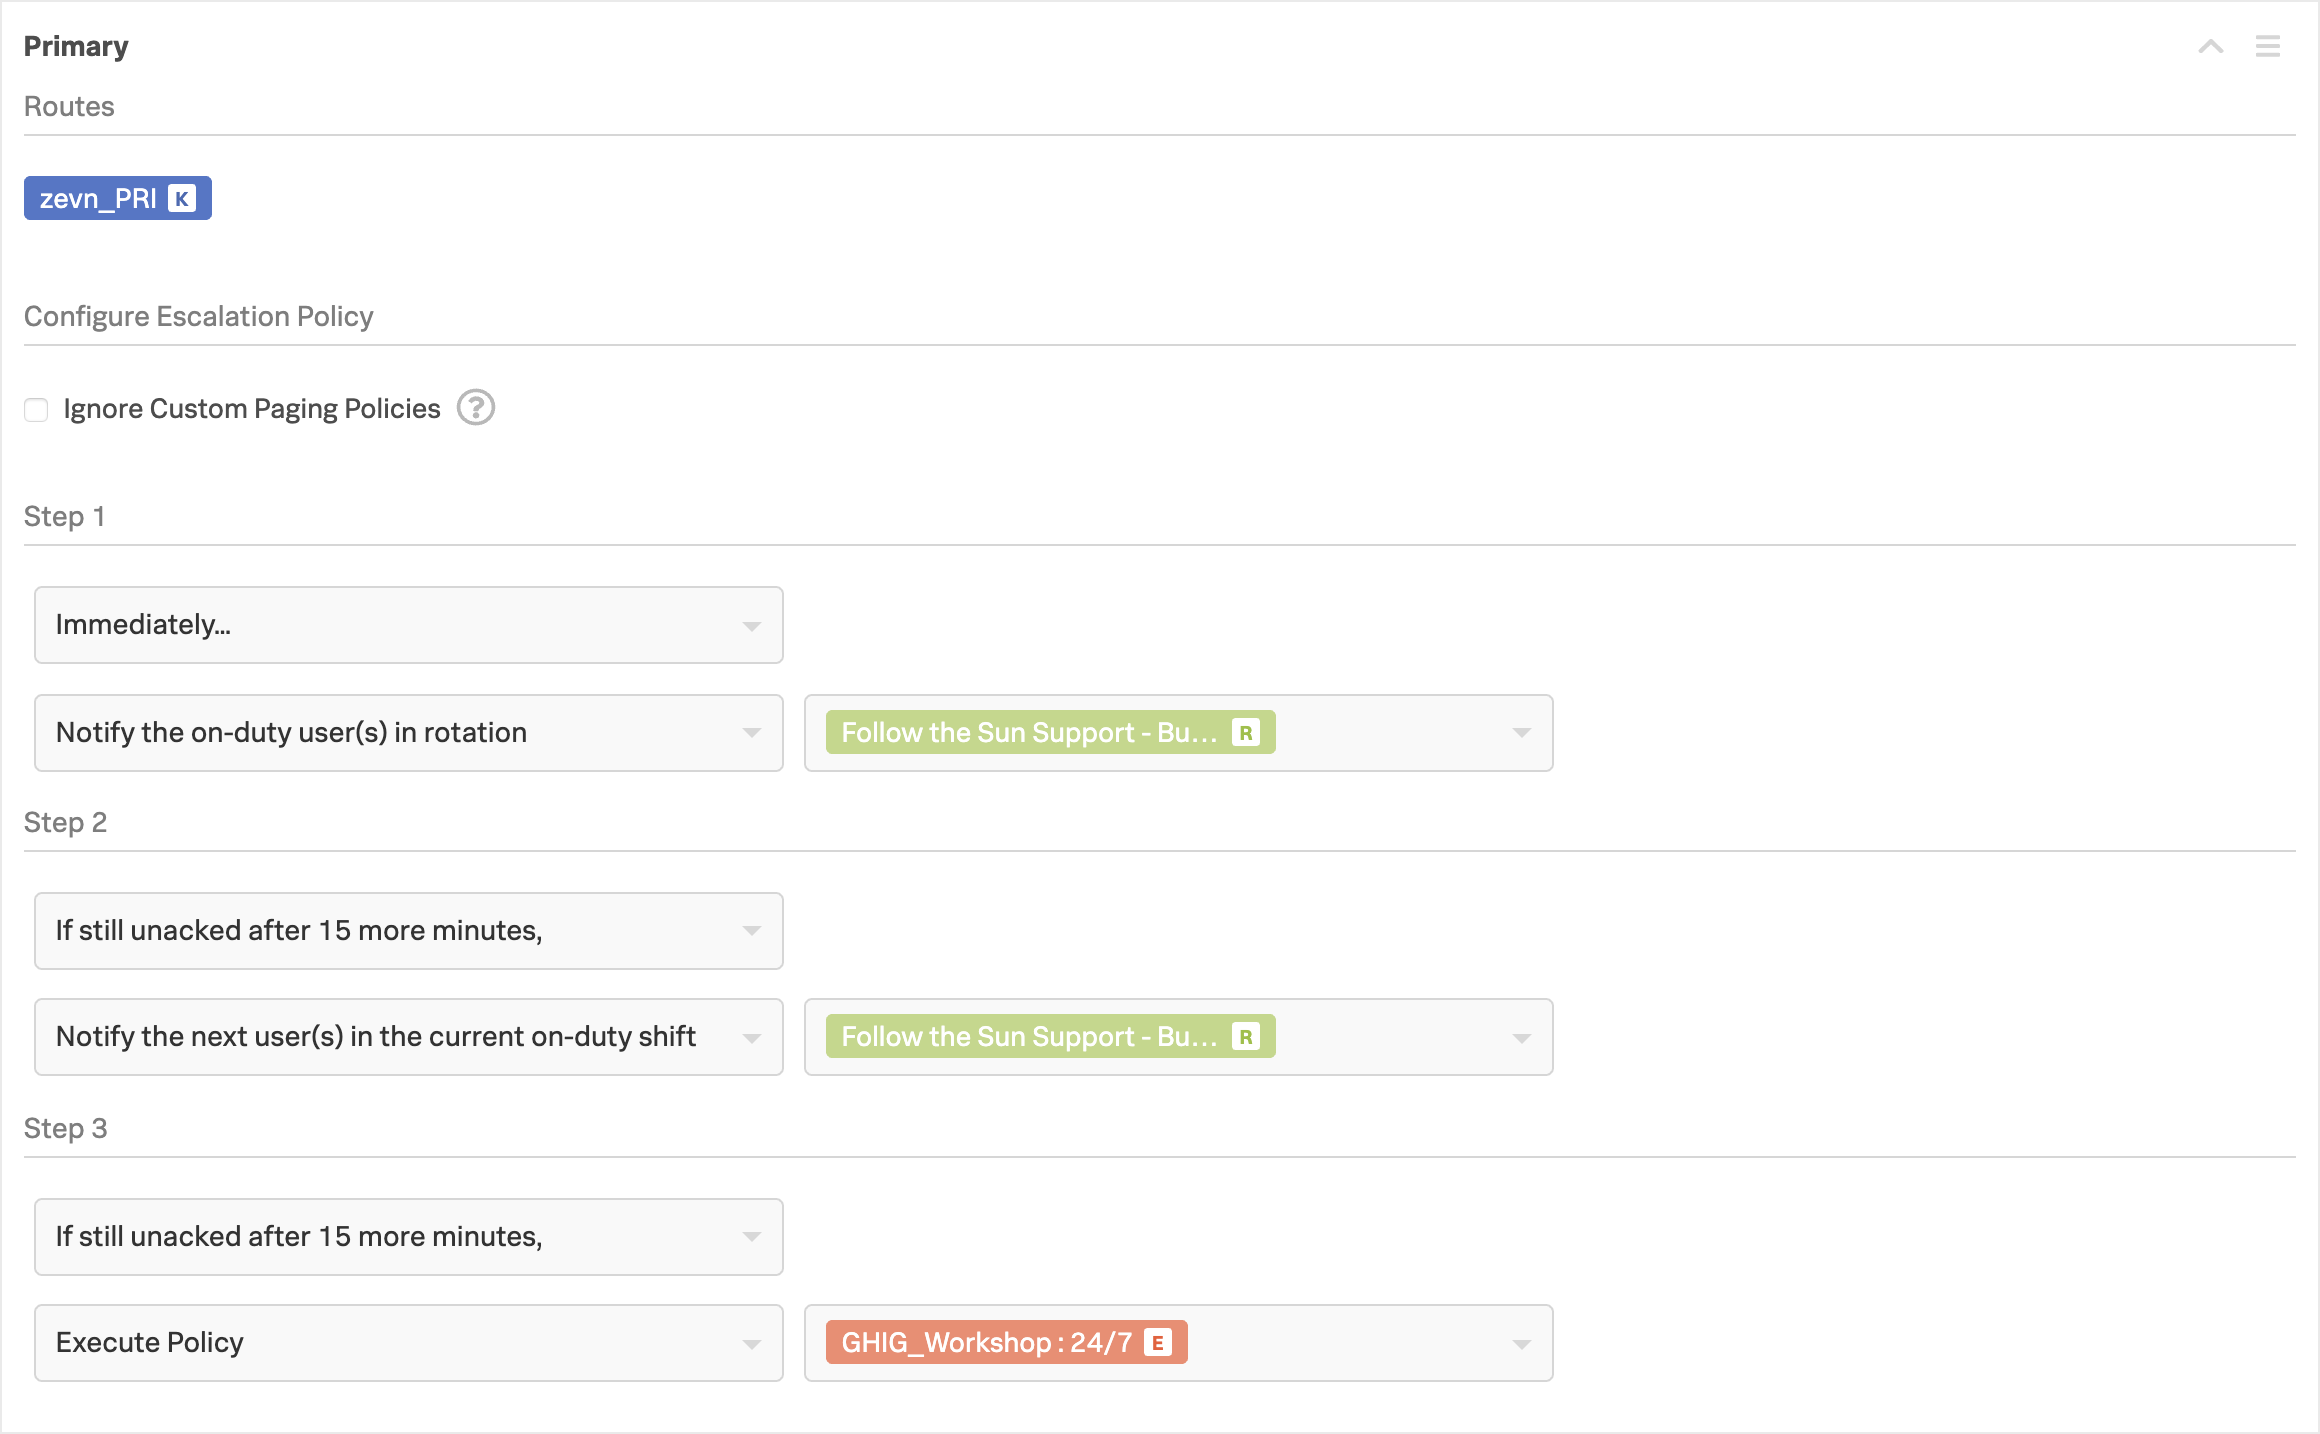 Primary
Routes
zevn_PRI K
Configure Escalation Policy
Ignore Custom Paging Policies ?
Step 1
Immediately...
Notify the on-duty user(s) in rotation
Follow the Sun Support - Bu... R
Step 2
If still unacked after 15 more minutes,
Notify the next user(s) in the current on-duty shift
Follow the Sun Support - Bu... R
Step 3
If still unacked after 15 more minutes,
Execute Policy
GHIG_Workshop : 24/7 E